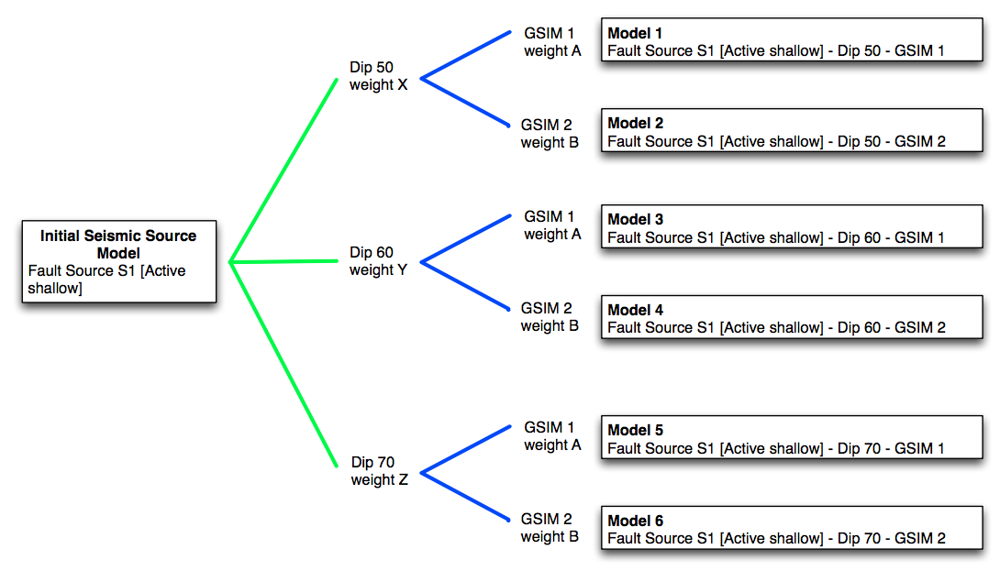 Initial Seismic Source
Model
Fault Source S1 [Active
shallow]
Dip 50
weight X
GSIM 1
weight A
Model 1
Fault Source S1 [Active shallow] - Dip 50 - GSIM 1
GSIM 2
weight B
Model 2
Fault Source S1 [Active shallow] - Dip 50 - GSIM 2
Dip 60
weight Y
GSIM 1
weight A
Model 3
Fault Source S1 [Active shallow] - Dip 60 - GSIM 1
GSIM 2
weight B
Model 4
Fault Source S1 [Active shallow] - Dip 60 - GSIM 2
Dip 70
weight Z
GSIM 1
weight A
Model 5
Fault Source S1 [Active shallow] - Dip 70 - GSIM 1
GSIM 2
weight B
Model 6
Fault Source S1 [Active shallow] - Dip 70 - GSIM 2